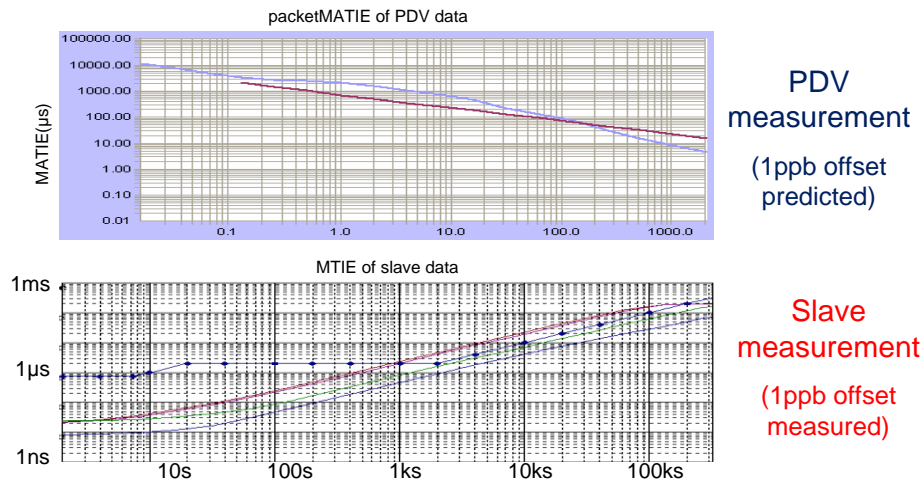 packetMATIE of PDV data
100000.00
10000.00
1000.00
100.00
10.00
1.00
0.10
0.01
MATIE(µs)
0.1 1.0 10.0 100.0 1000.0
PDV
measurement
(1ppb offset
predicted)
MTIE of slave data
1ms
1µs
1ns
10s 100s 1ks 10ks 100ks
Slave
measurement
(1ppb offset
measured)